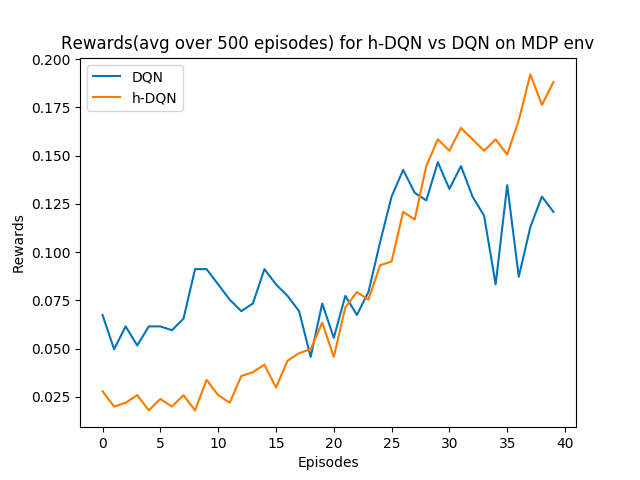 Rewards(avg over 500 episodes) for h-DQN vs DQN on MDP env
DQN
h-DQN
Rewards
0.200
0.175
0.150
0.125
0.100
0.075
0.050
0.025
0 5 10 15 20 25 30 35 40
Episodes